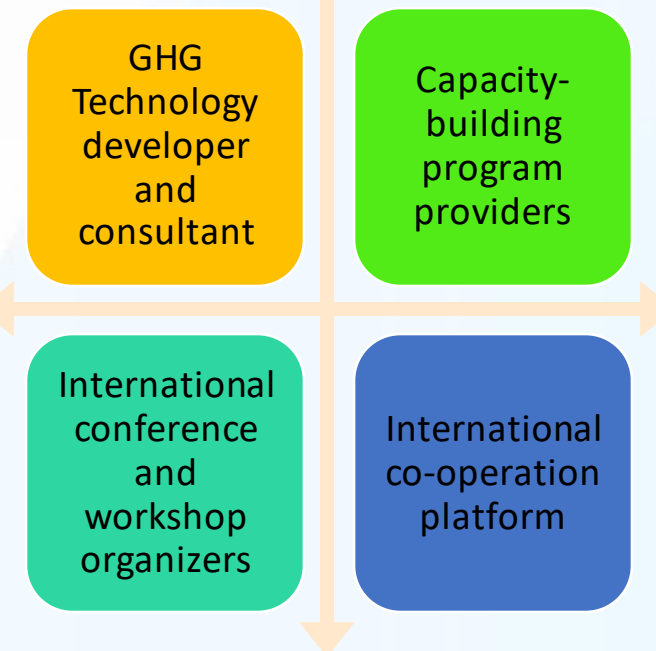 GHG
Technology
developer
and
consultant
Capacity-
building
program
providers
International
conference
and
workshop
organizers
International
co-operation
platform